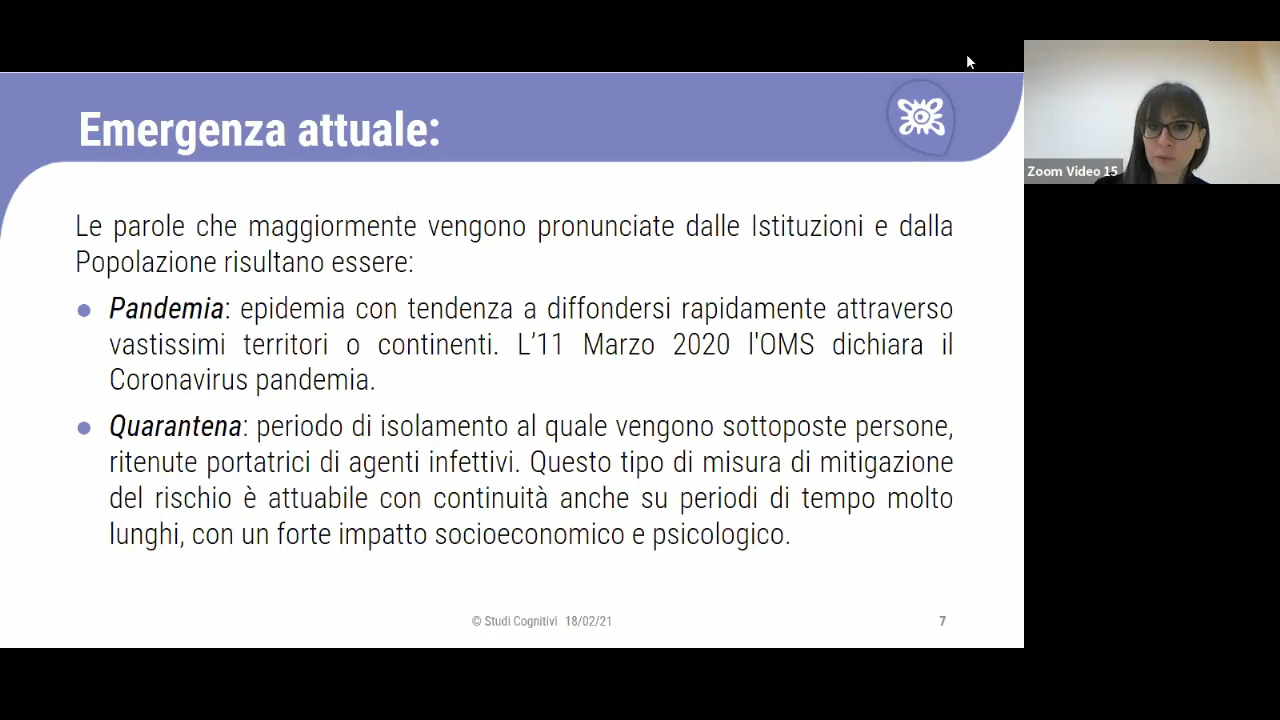 Emergenza attuale:
Zoom Video 15
Le parole che maggiormente vengono pronunciate dalle Istituzioni e dalla
Popolazione risultano essere:
Pandemia: epidemia con tendenza a diffondersi rapidamente attraverso
vastissimi territori o continenti. L’11 Marzo 2020 l'OMS dichiara il
Coronavirus pandemia.
Quarantena: periodo di isolamento al quale vengono sottoposte persone,
ritenute portatrici di agenti infettivi. Questo tipo di misura di mitigazione
del rischio è attuabile con continuità anche su periodi di tempo molto
lunghi, con un forte impatto socioeconomico e psicologico.
© Studi Cognitivi 18/02/21
7